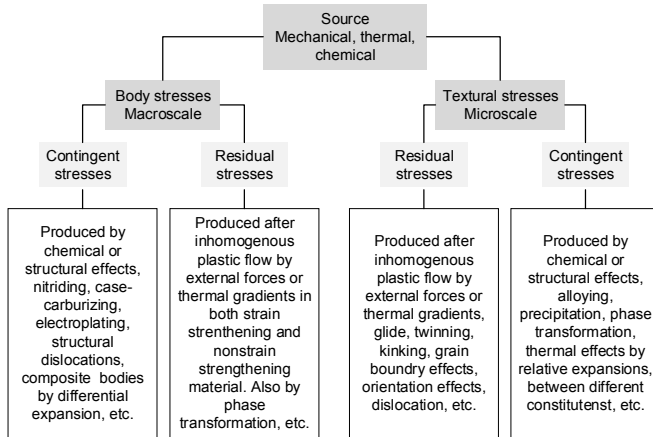 Source
Mechanical, thermal,
chemical
Body stresses
Macroscale
Textural stresses
Microscale
Contingent
stresses
Residual
stresses
Residual
stresses
Contingent
stresses
Produced by
chemical or
structural effects,
nitriding, case-
carburizing,
electroplating,
structural
dislocations,
composite bodies
by differential
expansion, etc.
Produced after
inhomogenous
plastic flow by
external forces or
thermal gradients in
both strain
strenthening and
nonstrain
strengthening
material. Also by
phase
transformation, etc.
Produced after
inhomogenous
plastic flow by
external forces or
thermal gradients,
glide, twinning,
kinking, grain
boundry effects,
orientation effects,
dislocation, etc.
Produced by
chemical or
structural effects,
alloying,
precipitation, phase
transformation,
thermal effects by
relative expansions,
between different
constitutenst, etc.